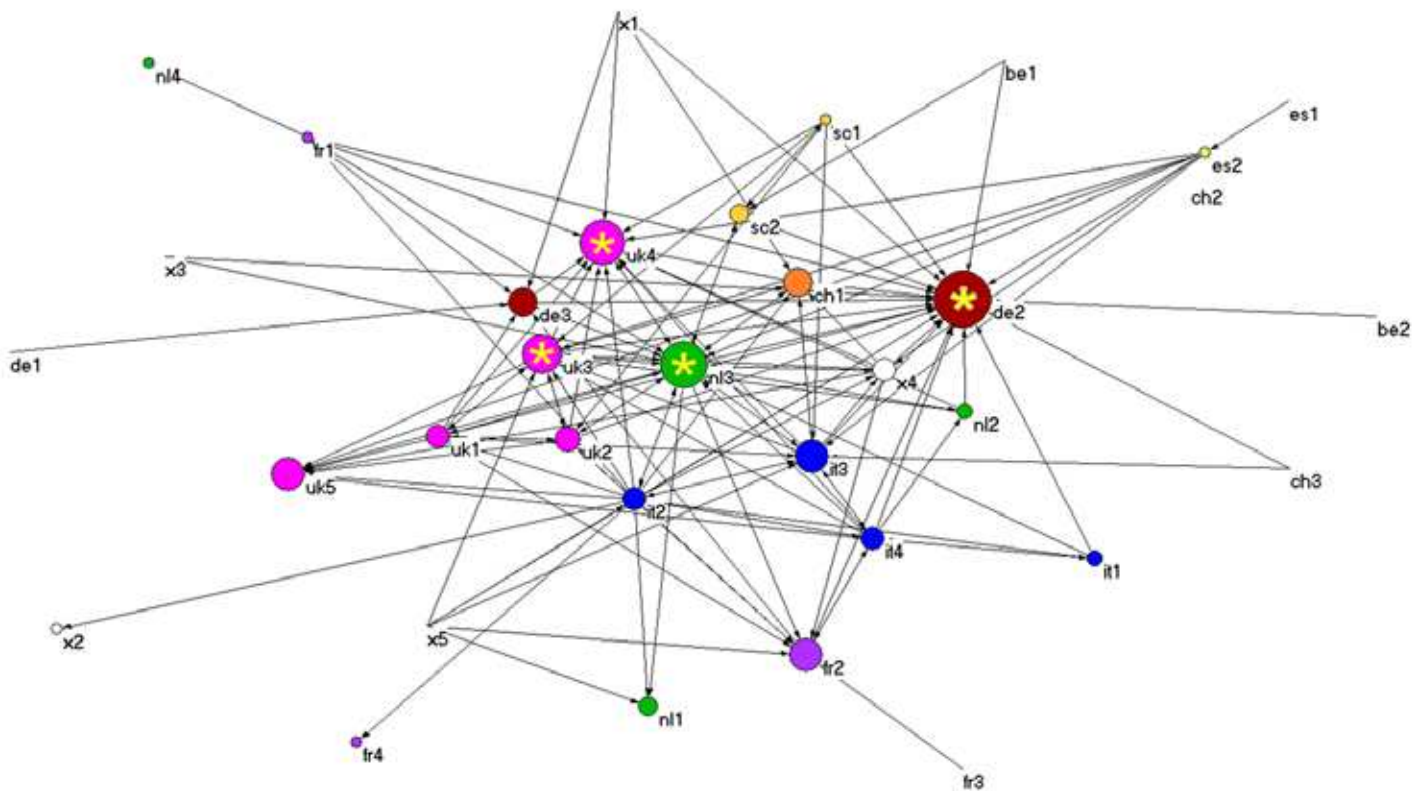 x1
nl4
be1
es1
sc1
fr1
es2
ch2
sc2
uk4
x3
ch1
de2
de3
be2
de1
uk3
nl3
x4
nl2
uk1
uk2
it3
uk5
ch3
it2
it4
it1
x2
x5
fr2
nl1
fr4
fr3